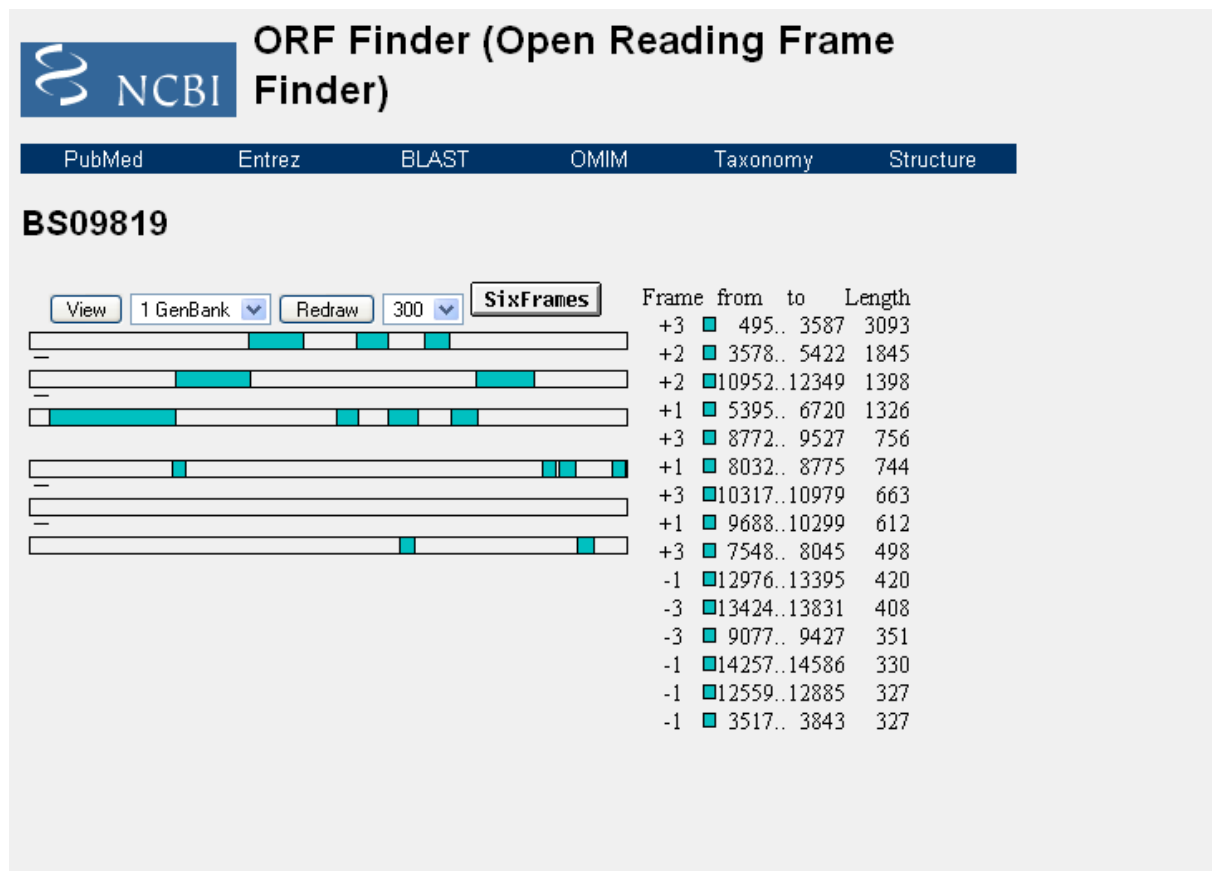 NCBI
ORF Finder (Open Reading Frame
Finder)
PubMed Entrez BLAST OMIM Taxonomy Structure
BS09819
View 1 GenBank Redraw 300 SixFrames
Frame from to Length
+3 495.. 3587 3093
+2 3578.. 5422 1845
+2 10952..12349 1398
+1 5395.. 6720 1326
+3 8772.. 9527 756
+1 8032.. 8775 744
+3 10317..10979 663
+1 9688..10299 612
+3 7548.. 8045 498
-1 12976..13395 420
-3 13424..13831 408
-3 9077.. 9427 351
-1 14257..14586 330
-1 12559..12885 327
-1 3517.. 3843 327